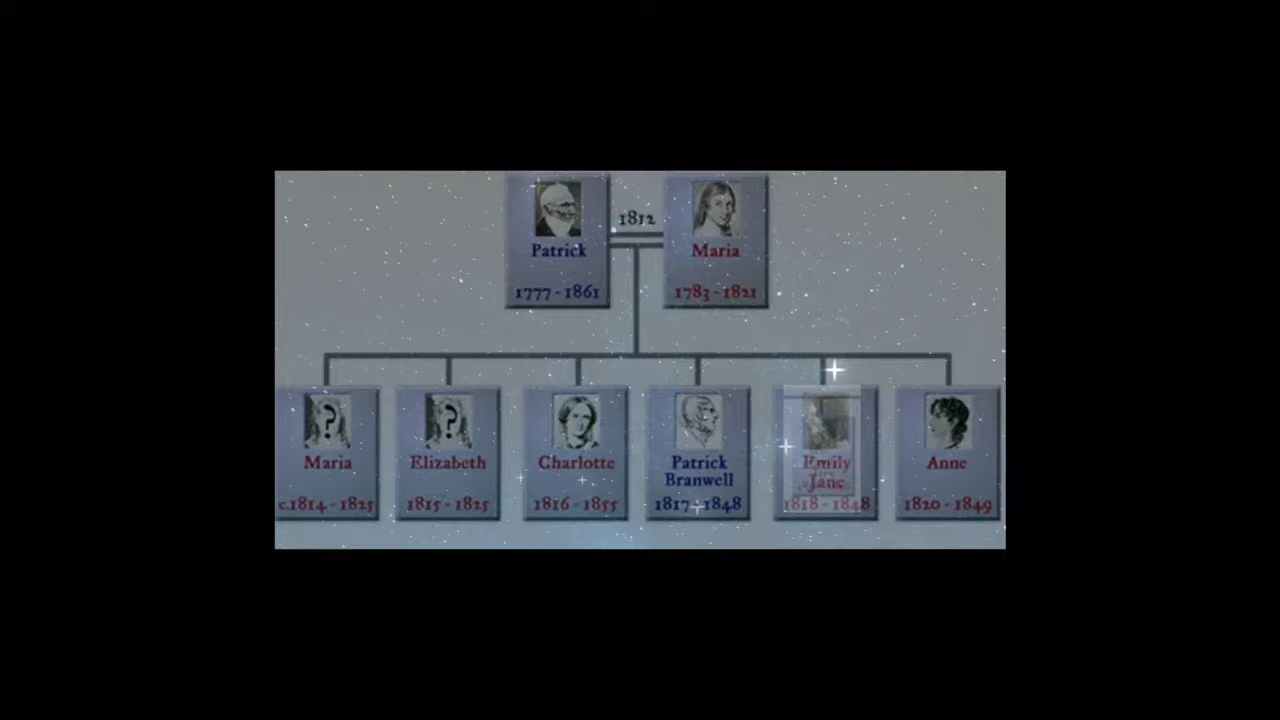 1812
Patrick
Maria
1777 - 1861
1783 - 1821
?
?
Maria
Elizabeth
Charlotte
Patrick
Branwell
Emily
Jane
Anne
c.1814 - 1825
1815 - 1825
1816 - 1855
1817 - 1848
1818 - 1848
1820 - 1849